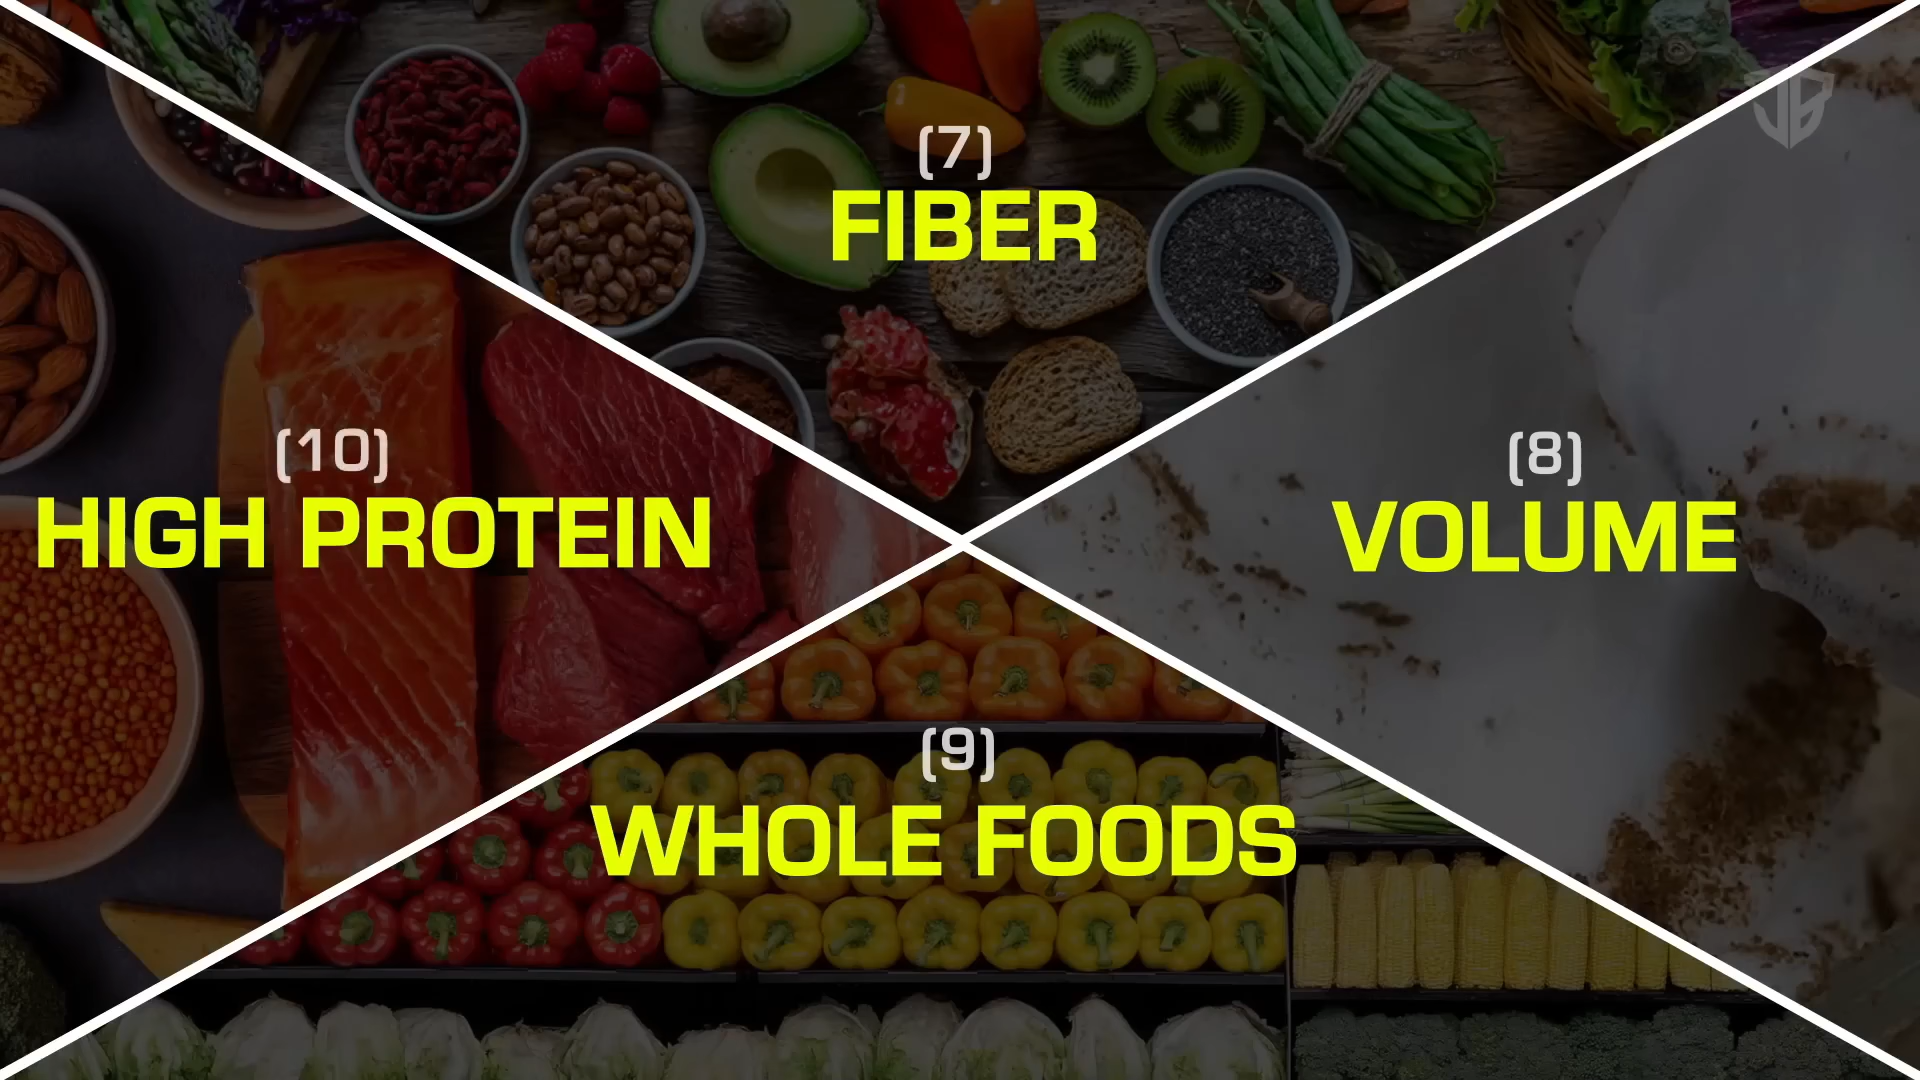 (7)
FIBER
(10)
HIGH PROTEIN
(8)
VOLUME
(9)
WHOLE FOODS